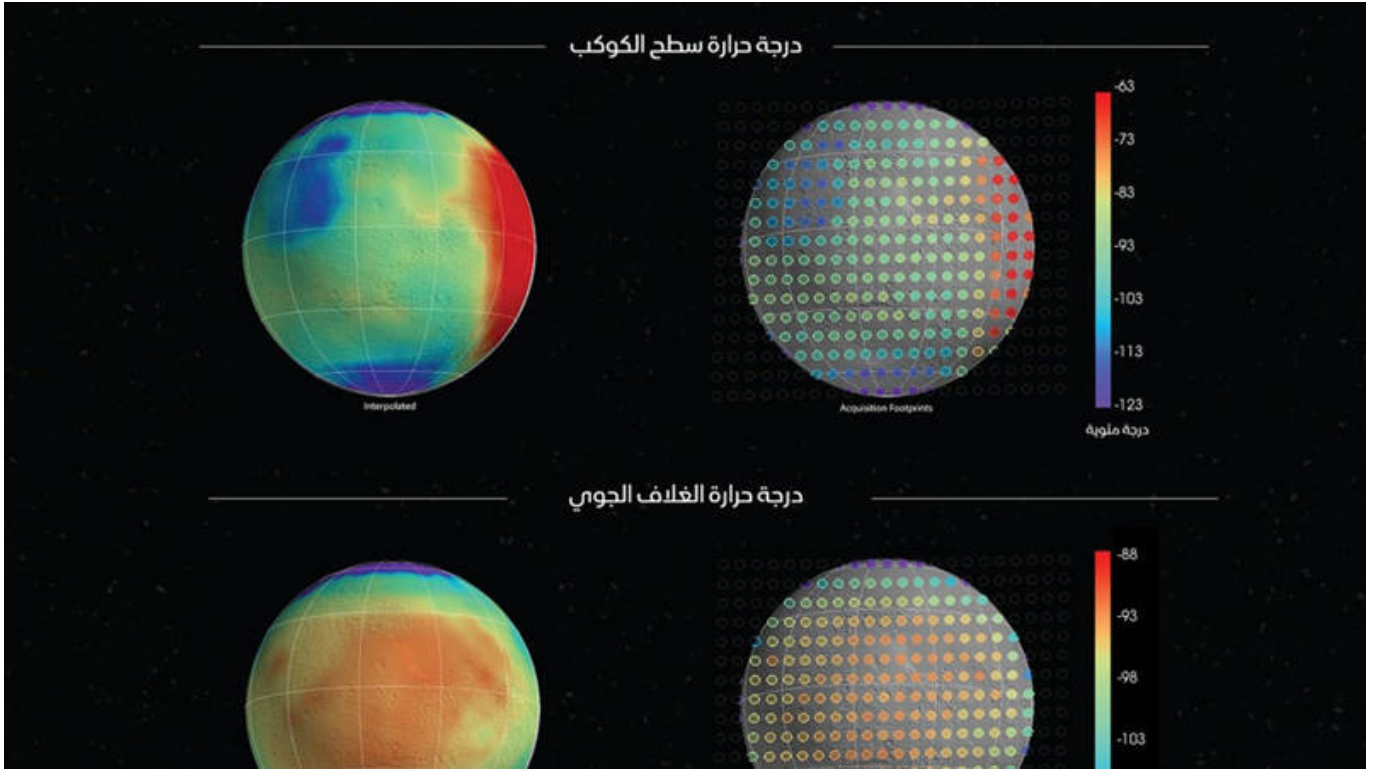 درجة حرارة سطح الكوكب
-63
-73
-83
-93
-103
-113
-123
Interpolated
Acquisition Footprints
درجة مئوية
درجة حرارة الغلاف الجوي
-88
-93
-98
-103